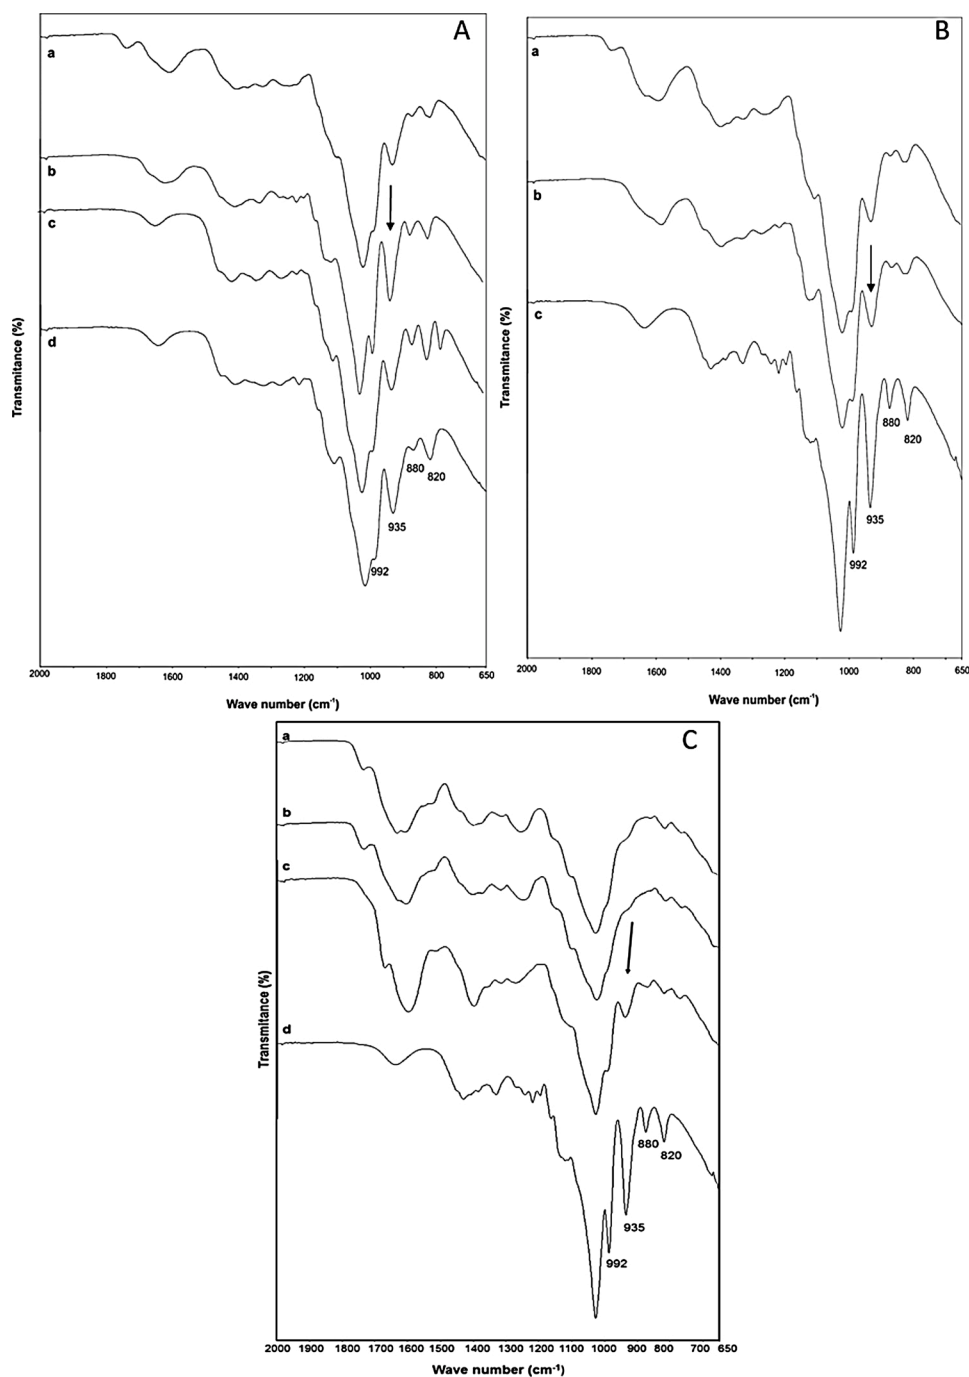 A
a
b
c
d
880
820
935
992
Transmitance (%)
2000 1600 1400 1200 1000 800 650
Wave number (cm-1)
B
a
b
c
880
820
935
992
Transmitance (%)
2000 1800 1600 1400 1200 1000 800 650
Wave number (cm-1)
C
a
b
c
d
880
820
935
992
Transmitance (%)
2000 1900 1800 1700 1600 1500 1400 1300 1200 1100 1000 900 800 700 650
Wave number (cm-1)